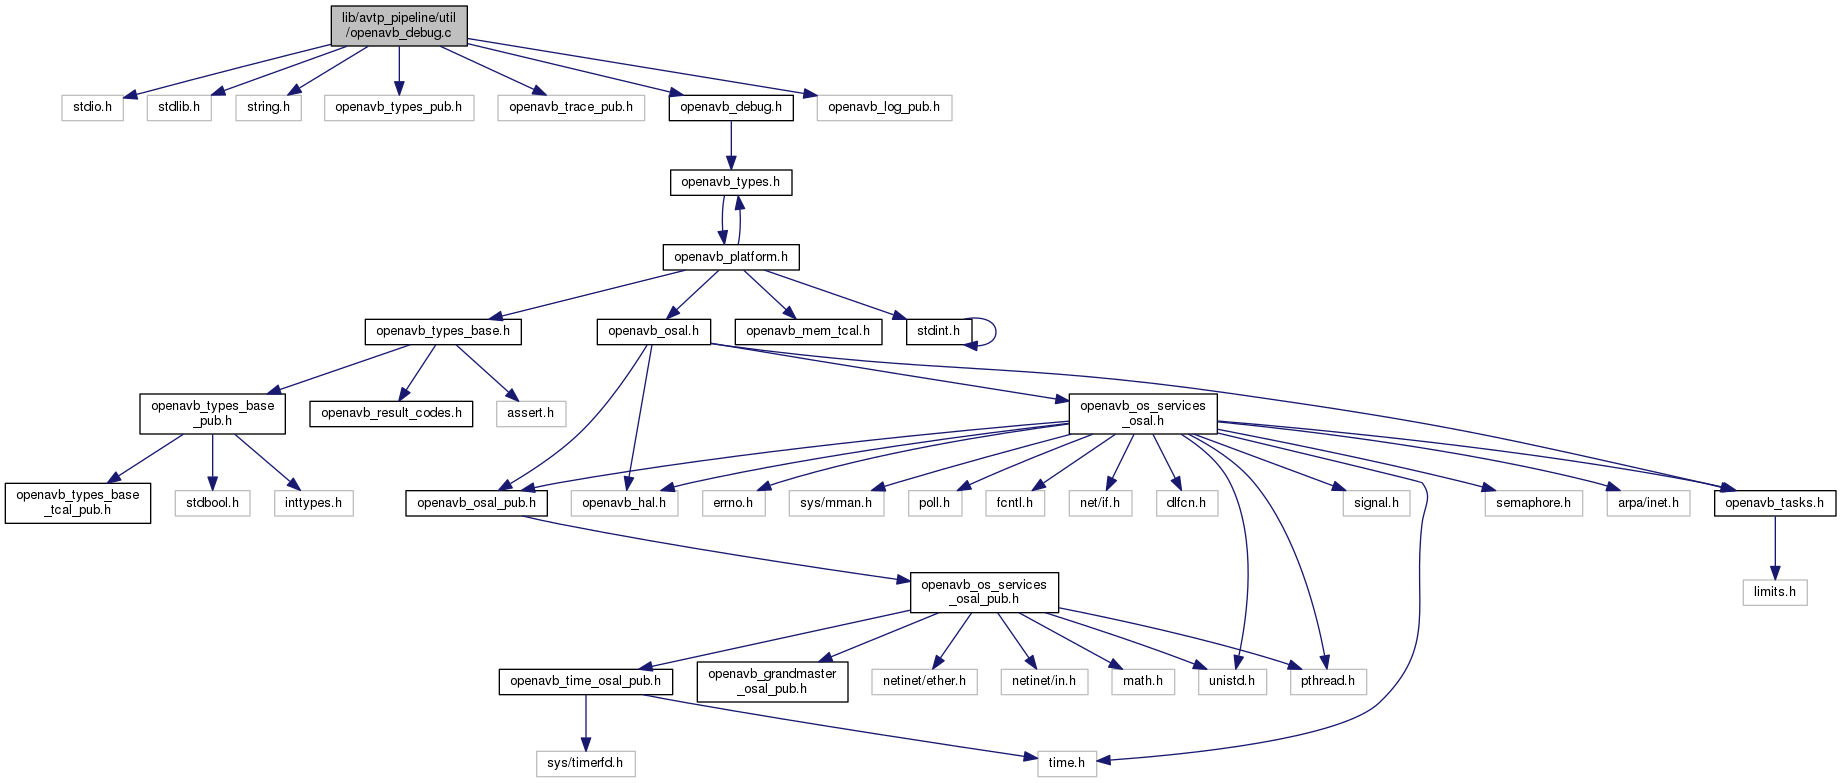 lib/avtp_pipeline/util
/openavb_debug.c
stdio.h
stdlib.h
string.h
openavb_types_pub.h
openavb_trace_pub.h
openavb_debug.h
openavb_log_pub.h
openavb_types.h
openavb_platform.h
openavb_types_base.h
openavb_osal.h
openavb_mem_tcal.h
stdint.h
openavb_types_base
_pub.h
openavb_result_codes.h
assert.h
openavb_os_services
_osal.h
openavb_types_base
_tcal_pub.h
stdbool.h
inttypes.h
openavb_osal_pub.h
openavb_hal.h
errno.h
sys/mman.h
poll.h
fcntl.h
net/if.h
dlfcn.h
signal.h
semaphore.h
arpa/inet.h
openavb_tasks.h
openavb_os_services
_osal_pub.h
limits.h
openavb_time_osal_pub.h
openavb_grandmaster
_osal_pub.h
netinet/ether.h
netinet/in.h
math.h
unistd.h
pthread.h
sys/timerfd.h
time.h